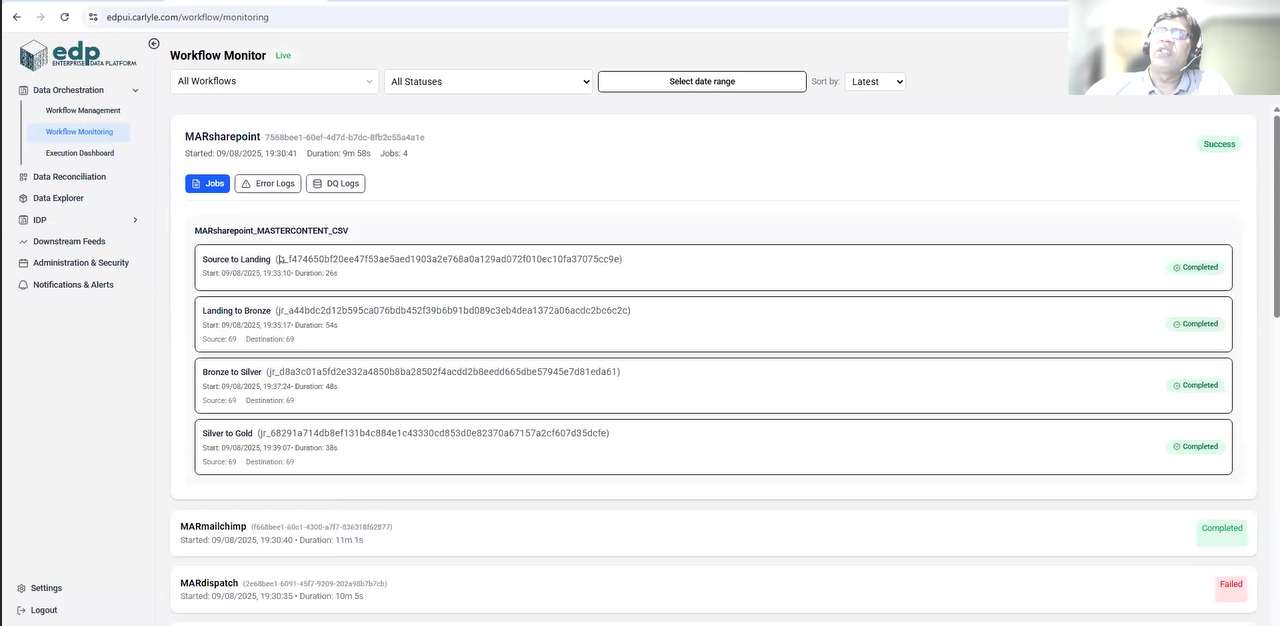 edpui.carlyle.com/workflow/monitoring
edp
ENTERPRISE DATA PLATFORM
Data Orchestration
Workflow Management
Workflow Monitoring
Execution Dashboard
Data Reconciliation
Data Explorer
IDP
Downstream Feeds
Administration & Security
Notifications & Alerts
Settings
Logout
Workflow Monitor Live
All Workflows All Statuses Select date range Sort by: Latest
MARsharepoint 7568bee1-60ef-4d7d-b7dc-8fb2c55a4a1e
Success
Started: 09/08/2025, 19:30:41 Duration: 9m 58s Jobs: 4
Jobs Error Logs DQ Logs
MARsharepoint_MASTERCONTENT_CSV
Source to Landing (jr_f474650bf20ee47f53ae5aed1903a2e768a0a129ad072f010ec10fa37075cc9e)
Completed
Start: 09/08/2025, 19:33:10- Duration: 26s
Landing to Bronze (jr_a44bdc2d12b595ca076bdb452f39b6b91bd089c3eb4dea1372a06acdc2bc6c2c)
Completed
Start: 09/08/2025, 19:35:17- Duration: 54s
Source: 69 Destination: 69
Bronze to Silver (jr_d8a3c01a5fd2e332a4850b8ba28502f4acdd2b8eedd665dbe57945e7d81eda61)
Completed
Start: 09/08/2025, 19:37:24- Duration: 48s
Source: 69 Destination: 69
Silver to Gold (jr_68291a714db8ef131b4c884e1c43330cd853d0e82370a67157a2cf607d35dcfe)
Completed
Start: 09/08/2025, 19:39:07- Duration: 38s
Source: 69 Destination: 69
MARmailchimp (f668bee1-60c1-4300-a7f7-836318f62877)
Completed
Started: 09/08/2025, 19:30:40 • Duration: 11m 1s
MARdispatch (2e68bee1-6091-45f7-9209-202a98b7b7cb)
Failed
Started: 09/08/2025, 19:30:35 • Duration: 10m 5s